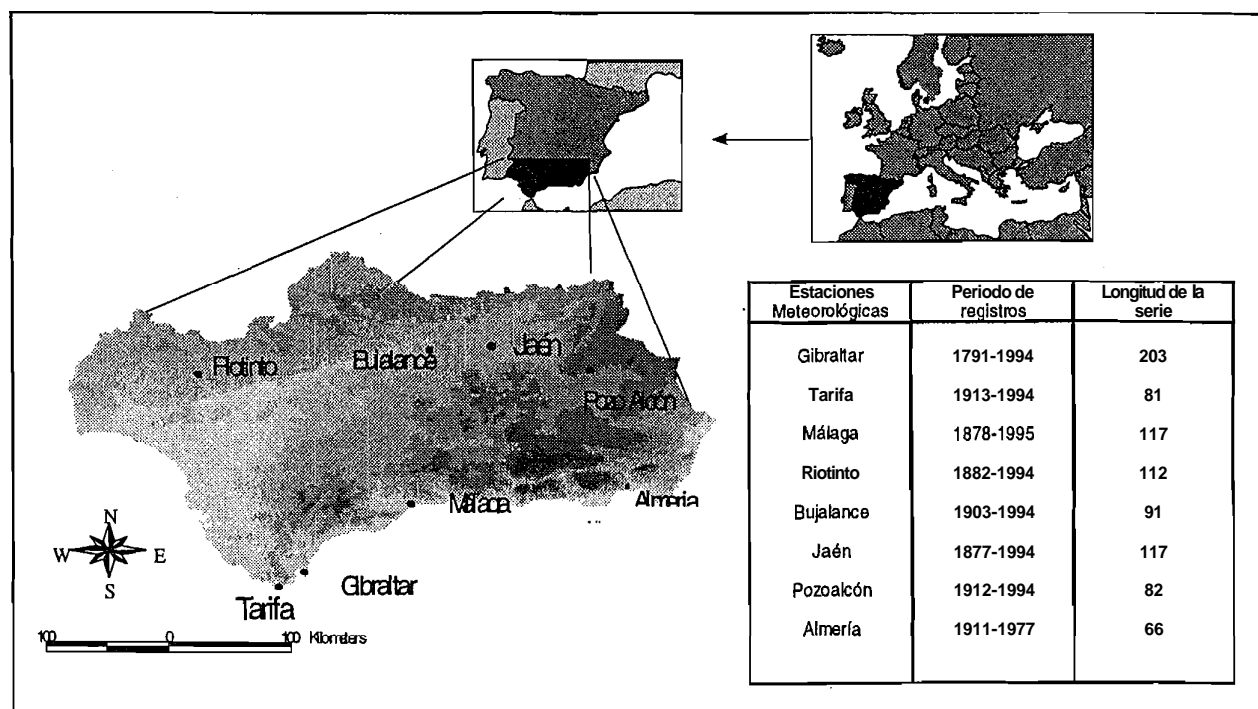 Riotinto
Bujalance
Jaén
Pozo Alcón
Málaga
Almería
Gibraltar
Tarifa
N
W E
S
100 0 100 Kilometers
Estaciones Meteorológicas Periodo de registros Longitud de la serie
Gibraltar 1791-1994 203
Tarifa 1913-1994 81
Málaga 1878-1995 117
Riotinto 1882-1994 112
Bujalance 1903-1994 91
Jaén 1877-1994 117
Pozoalcón 1912-1994 82
Almería 1911-1977 66